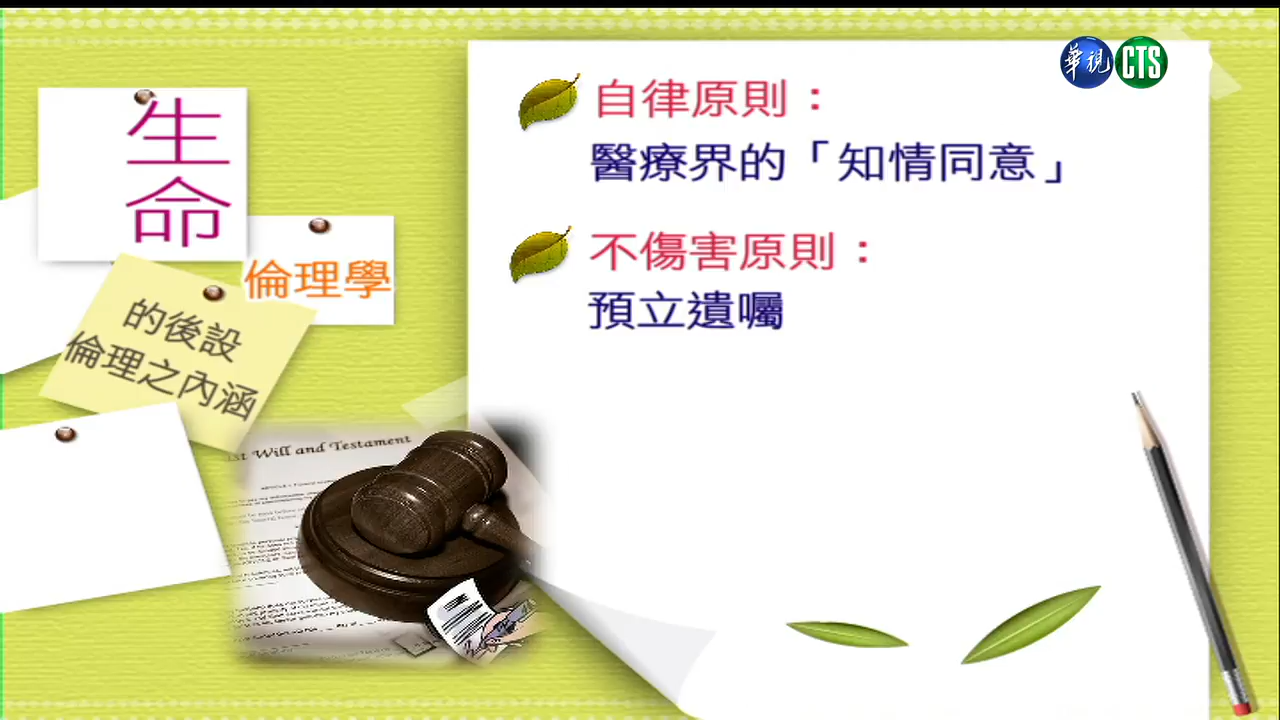 華視 CTS
生命
倫理學
的後設
倫理之內涵
自律原則：
醫療界的「知情同意」
不傷害原則：
預立遺囑
st Will and Testament